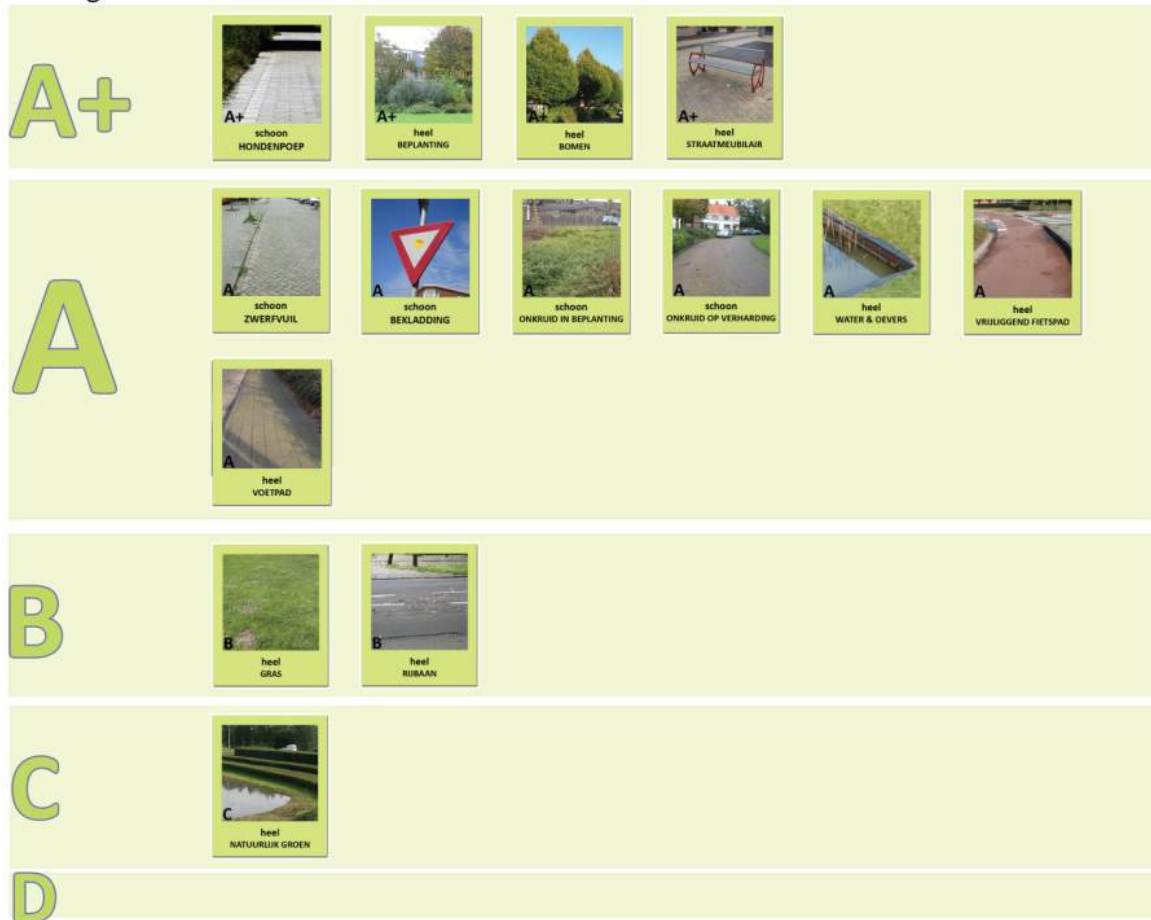 A+
A+
A+
A+
A+
schoon
HONDENPOEP
heel
BEPLANTING
heel
BOMEN
heel
STRAATMEUBILAIR
A
A
A
A
A
A
A
schoon
ZWERFVUIL
schoon
BEKLADDING
schoon
ONKRUID IN BEPLANTING
schoon
ONKRUID OP VERHARDING
heel
WATER & OEVERS
heel
VRIJLIGGEND FIETSPAD
A
heel
VOETPAD
B
B
B
heel
GRAS
heel
RIJBAAN
C
C
heel
NATUURLIJK GROEN
D